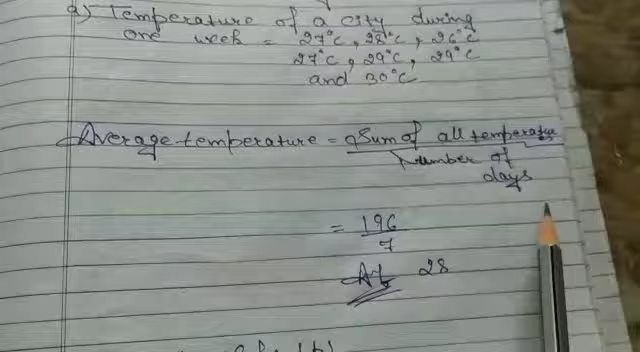 a) Temperature of a city during
one week = 27°C, 28°C, 26°C
27°C, 29°C, 29°C
and 30°C
Average temperature = Sum of all temperature
Number of
days
= 196
7
28